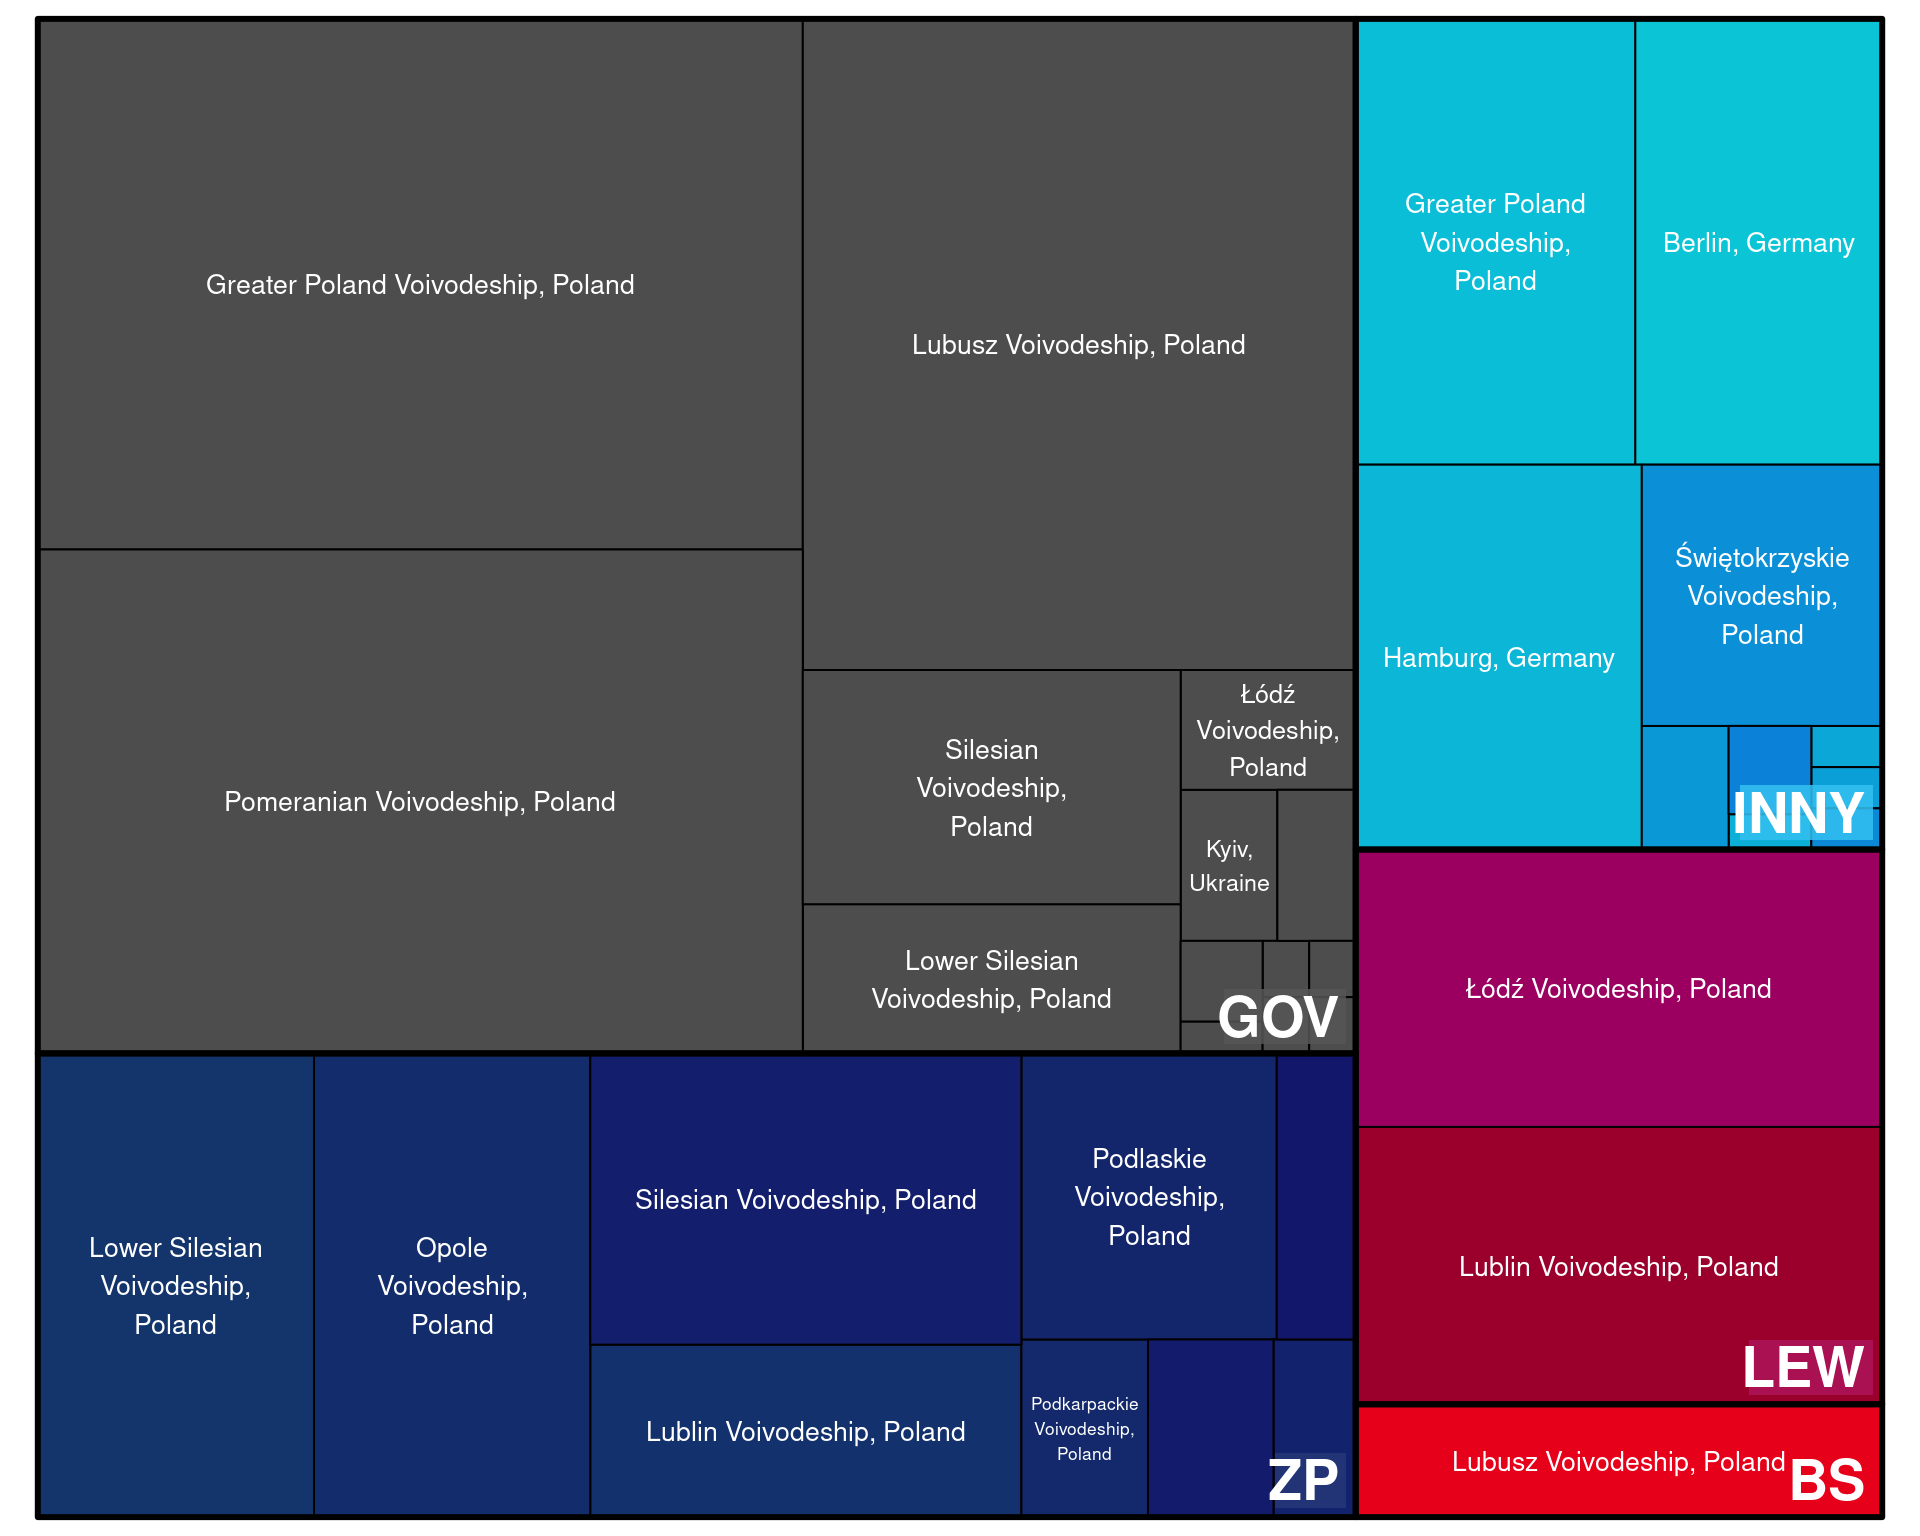 Greater Poland Voivodeship, Poland
Lubusz Voivodeship, Poland
Pomeranian Voivodeship, Poland
Silesian
Voivodeship,
Poland
Łódź
Voivodeship,
Poland
Kyiv,
Ukraine
Lower Silesian
Voivodeship, Poland
GOV
Greater Poland
Voivodeship,
Poland
Berlin, Germany
Hamburg, Germany
Świętokrzyskie
Voivodeship,
Poland
INNY
Łódź Voivodeship, Poland
Lublin Voivodeship, Poland
LEW
Lubusz Voivodeship, Poland
BS
Lower Silesian
Voivodeship,
Poland
Opole
Voivodeship,
Poland
Silesian Voivodeship, Poland
Lublin Voivodeship, Poland
Podlaskie
Voivodeship,
Poland
Podkarpackie
Voivodeship,
Poland
ZP